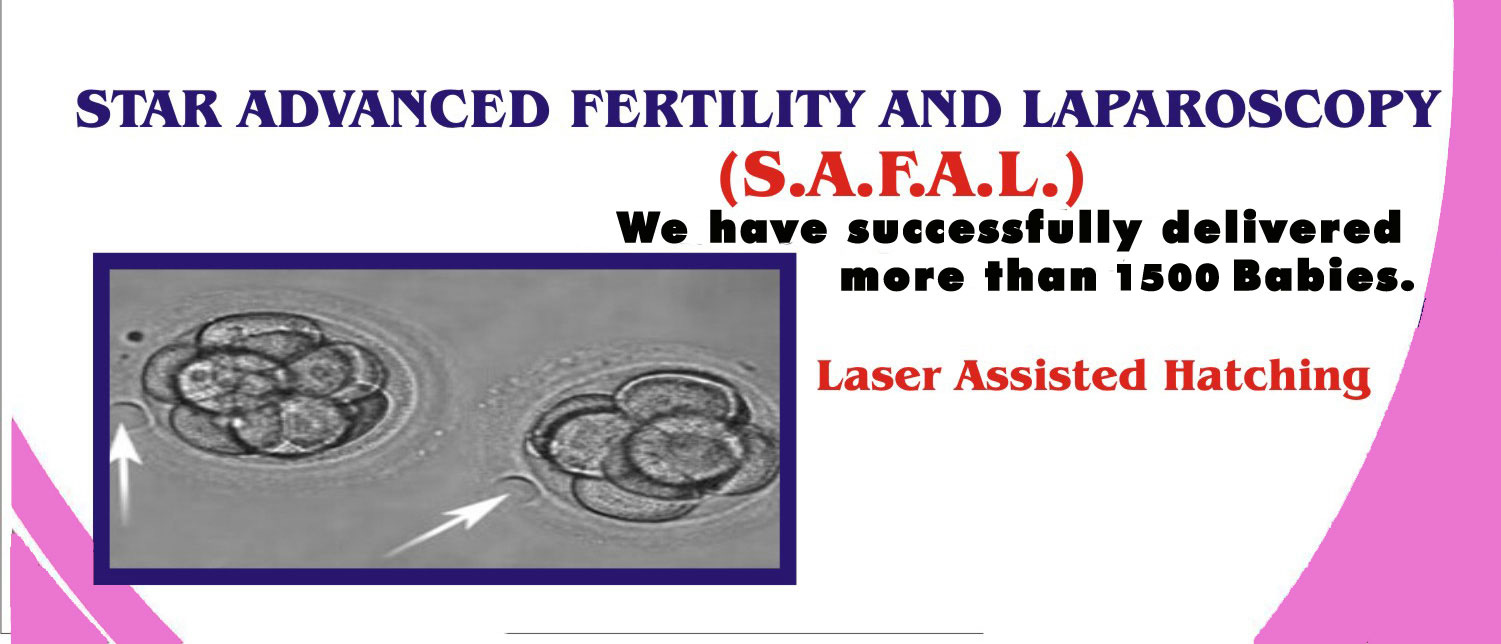 STAR ADVANCED FERTILITY AND LAPAROSCOPY
(S.A.F.A.L.)
We have successfully delivered
more than 1500 Babies.
Laser Assisted Hatching